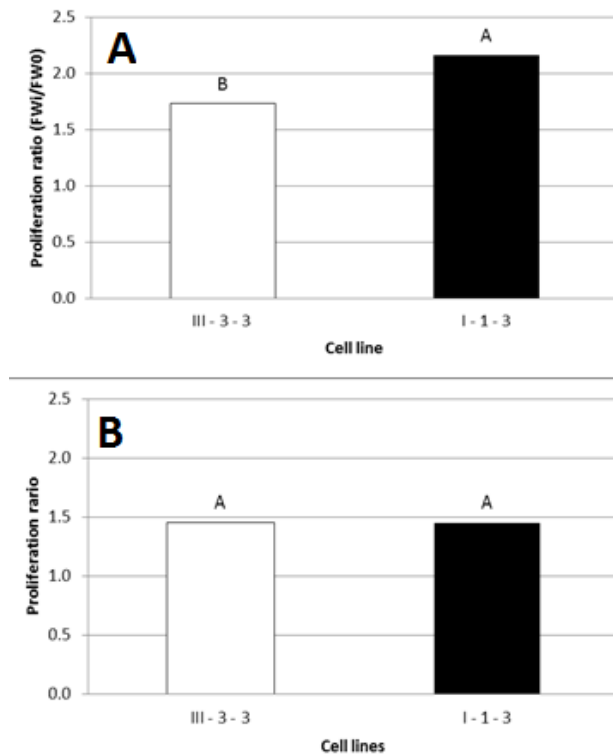 A
Proliferation ratio (FWi/FW0)
2.5
2.0
1.5
1.0
0.5
0.0
B
A
III - 3 - 3
I - 1 - 3
Cell line
B
Proliferation rario
2.5
2.0
1.5
1.0
0.5
0.0
A
A
III - 3 - 3
I - 1 - 3
Cell lines